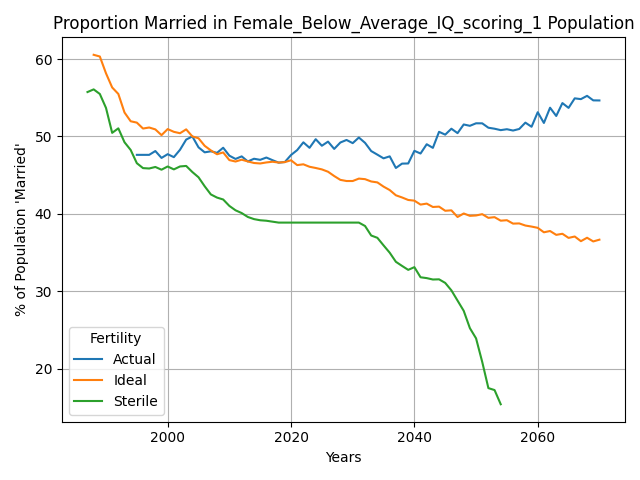 Proportion Married in Female_Below_Average_IQ_scoring_1 Population
% of Population 'Married'
60
50
40
30
20
Fertility
Actual
Ideal
Sterile
2000
2020
2040
2060
Years